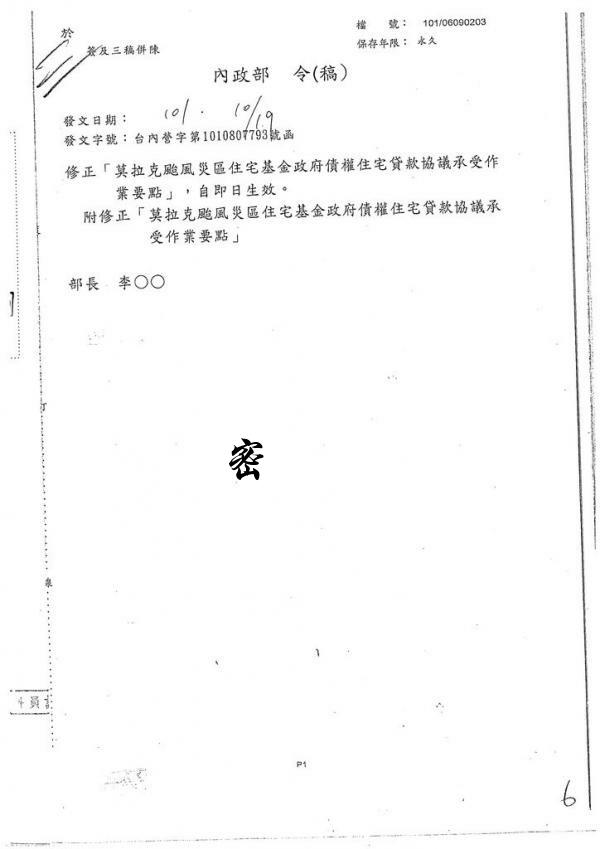 檔　號： 101/06090203
保存年限： 永久
於
簽及三稿併陳
內政部　令(稿)
發文日期： 101．10/19
發文字號：台內營字第1010807793號函
修正「莫拉克颱風災區住宅基金政府債權住宅貸款協議承受作
業要點」，自即日生效。
附修正「莫拉克颱風災區住宅基金政府債權住宅貸款協議承
受作業要點」
部長　李○○
密
P1
6